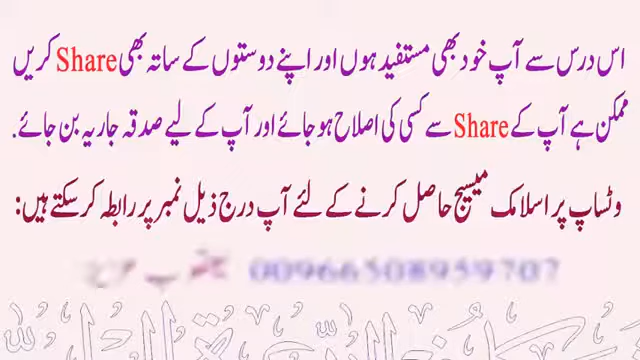 اس درس سے آپ خود بھی مستفید ہوں اور اپنے دوستوں کے ساتھ بھی Share کریں
ممکن ہے آپ کے Share سے کسی کی اصلاح ہو جائے اور آپ کے لیے صدقہ جاریہ بن جائے.
وٹساپ پر اسلامک میسیج حاصل کرنے کے لئے آپ درج ذیل نمبر پر رابطہ کر سکتے ہیں:
00966508959707